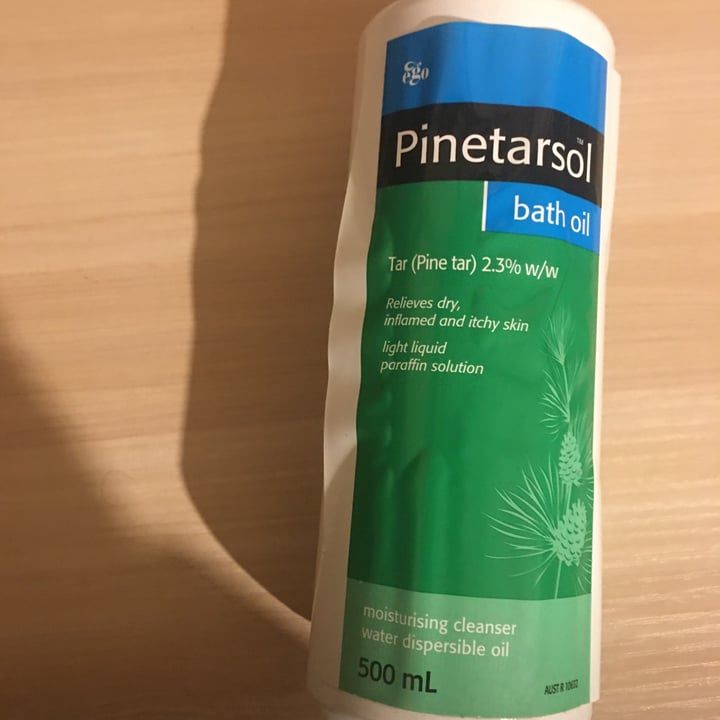 ego
Pinetarsol™
bath oil
Tar (Pine tar) 2.3% w/w
Relieves dry,
inflamed and itchy skin
light liquid
paraffin solution
moisturising cleanser
water dispersible oil
500 mL
AUST R